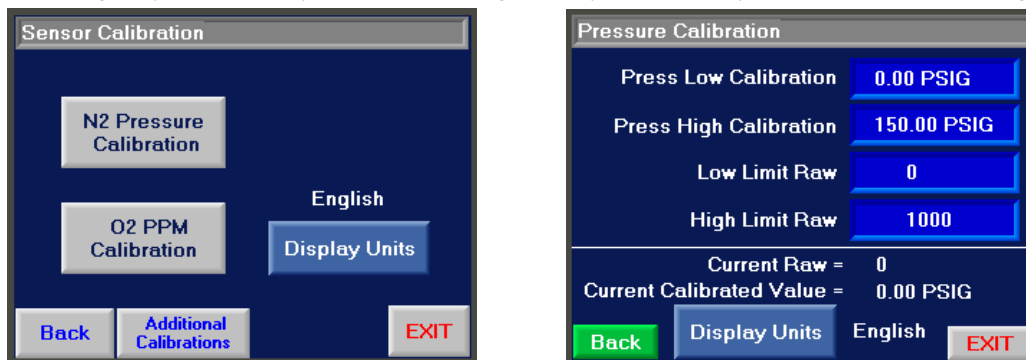 Sensor Calibration
N2 Pressure
Calibration
O2 PPM
Calibration
English
Display Units
Back
Additional
Calibrations
EXIT
Pressure Calibration
Press Low Calibration 0.00 PSIG
Press High Calibration 150.00 PSIG
Low Limit Raw 0
High Limit Raw 1000
Current Raw = 0
Current Calibrated Value = 0.00 PSIG
Back
Display Units
English
EXIT